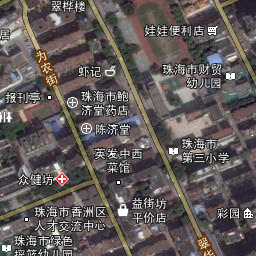 翠桦楼
居
娃娃便利店
为农街
虾记
珠海市财贸
幼儿园
报刊亭
珠海市鲍
济堂药店
陈济堂
珠海市
第三小学
英发中西
菜馆
众健坊
益街坊
平价店
珠海市香洲区
人才交流中心
彩园
翠华
珠海市绿色
摇篮幼儿园